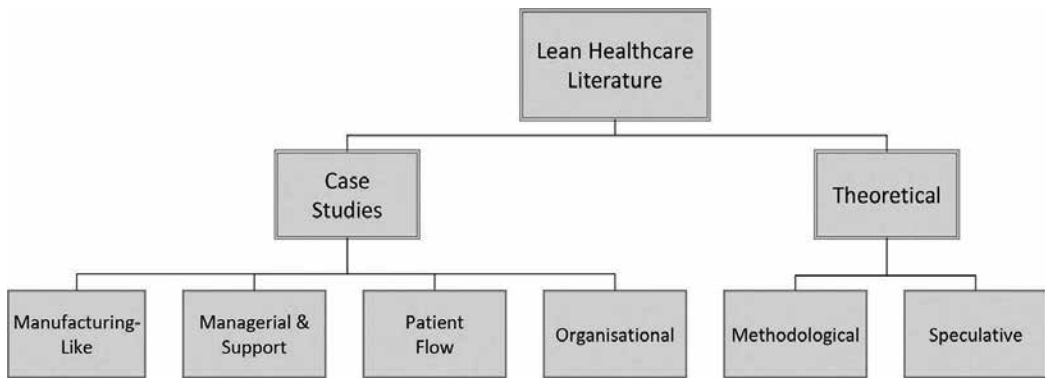 Lean Healthcare
Literature
Case
Studies
Theoretical
Manufacturing-
Like
Managerial &
Support
Patient
Flow
Organisational
Methodological
Speculative